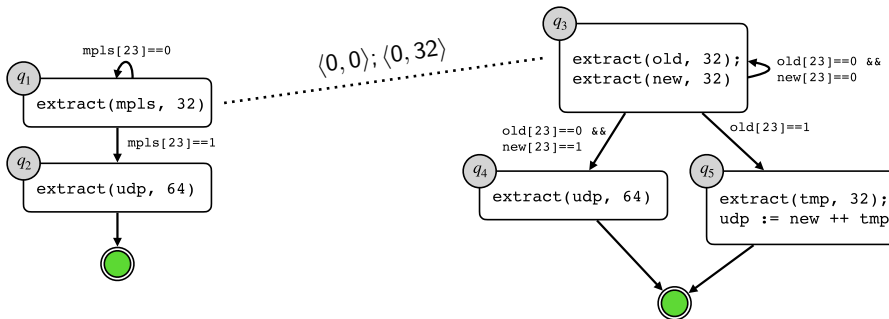 mpls[23]==0
q1
extract(mpls, 32)
mpls[23]==1
q2
extract(udp, 64)
⟨0, 0⟩; ⟨0, 32⟩
q3
extract(old, 32);
extract(new, 32)
old[23]==0 &&
new[23]==0
old[23]==0 &&
new[23]==1
old[23]==1
q4
extract(udp, 64)
q5
extract(tmp, 32);
udp := new ++ tmp